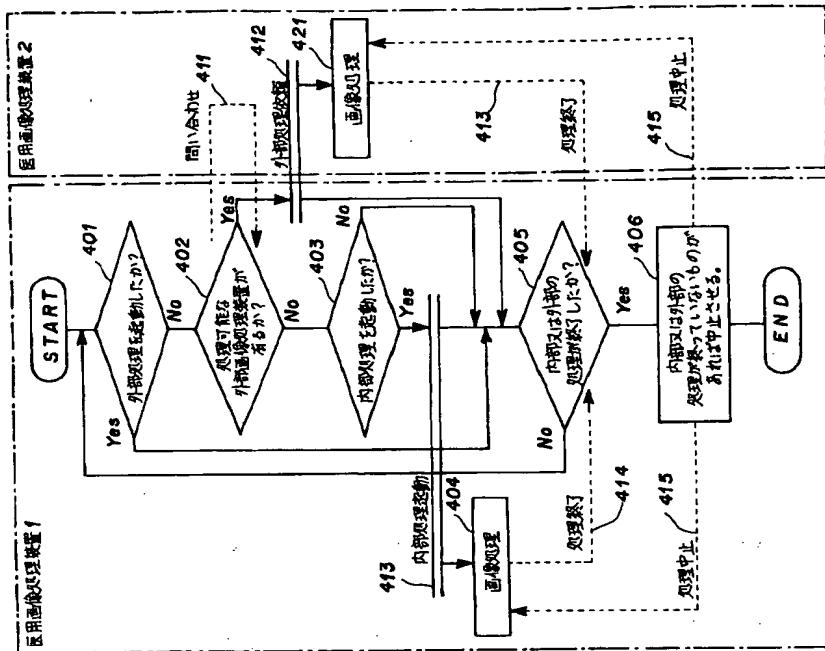 医用画像処理装置1
START
401
外部処理を起動したか?
Yes
No
402
処理可能な
外部画像処理装置が
有るか?
Yes
No
403
内部処理を起動したか?
No
Yes
413
内部処理起動
404
画像処理
処理終了
414
405
内部又は外部の
処理が終了したか?
No
Yes
406
内部又は外部の
処理が終っていないものが
あれば中止させる。
処理中止
415
END
医用画像処理装置2
問い合わせ
411
外部処理依頼
412
421
画像処理
413
処理終了
415
処理中止